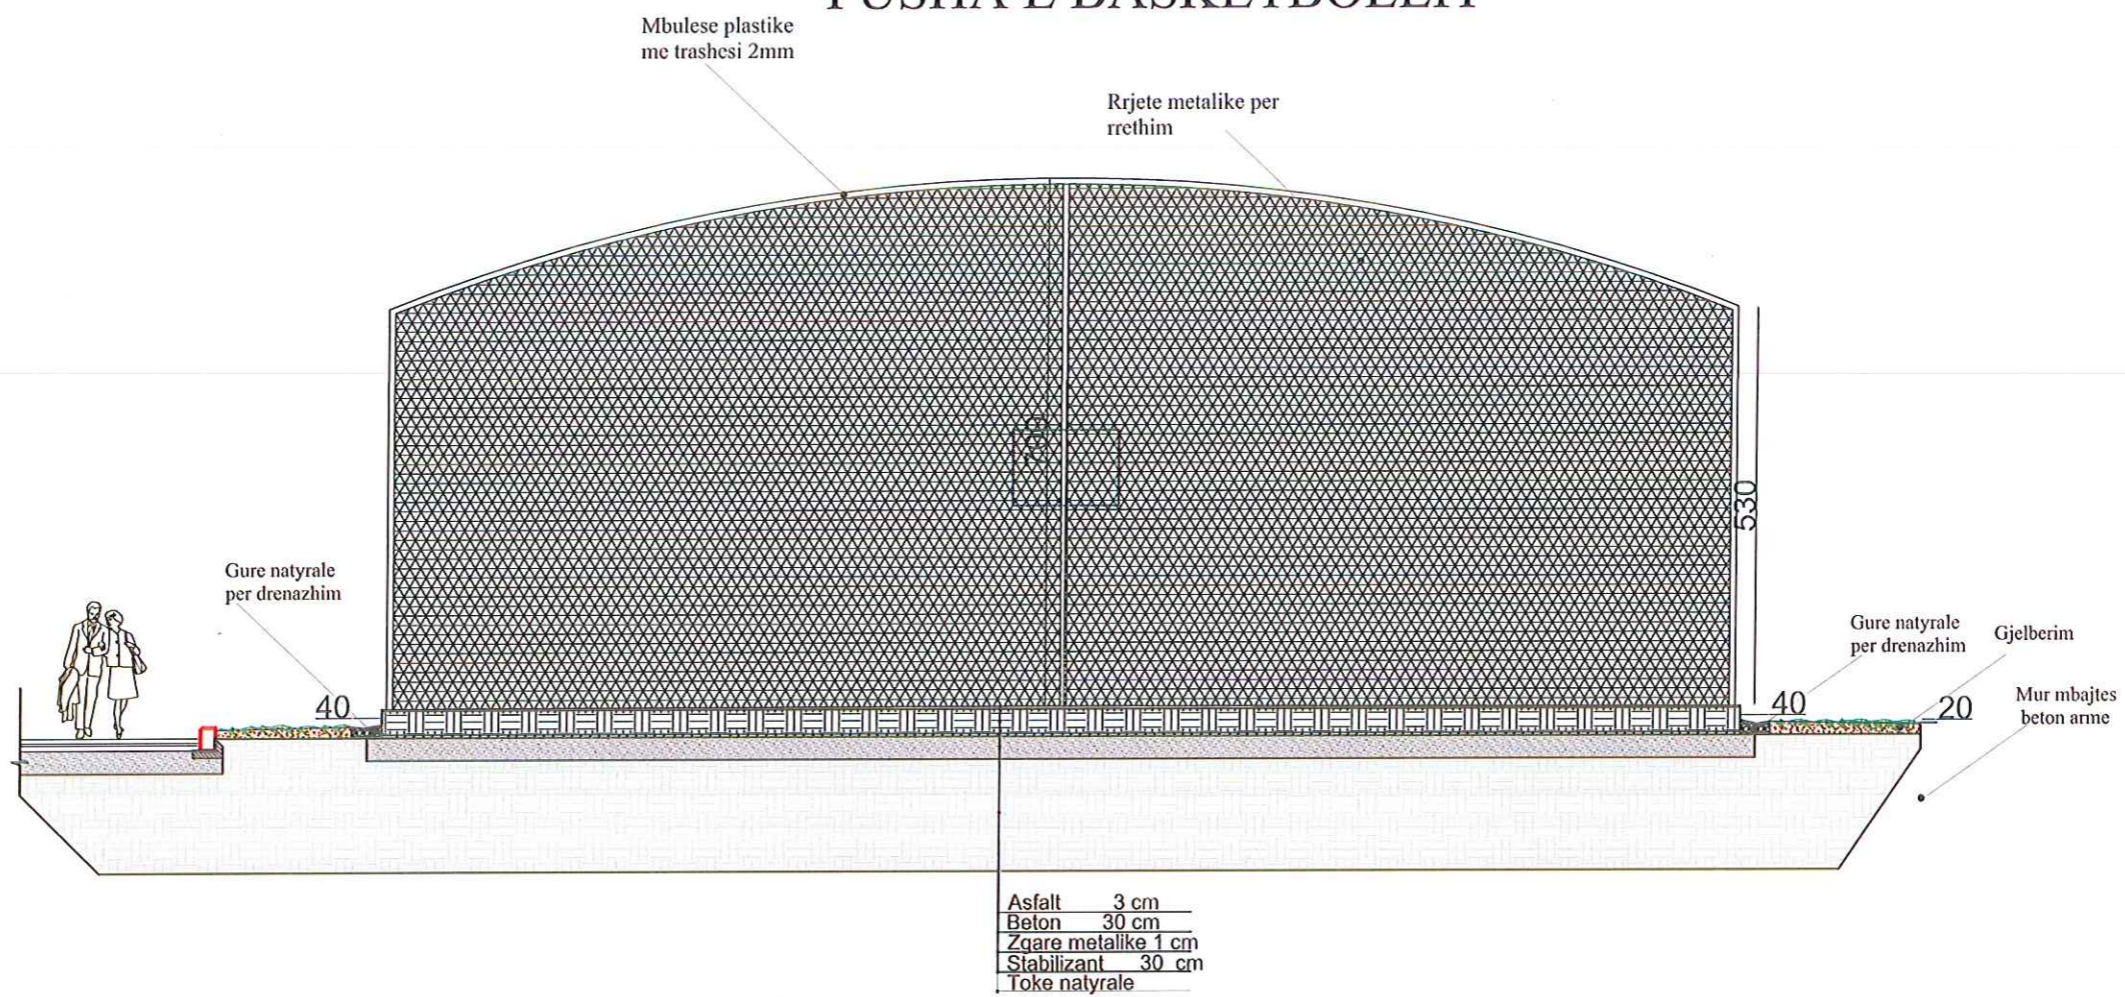 FUSHA E BASKETBOLLIT
Mbulese plastike
me trashesi 2mm
Rrjete metalike per
rrethim
530
Gure natyrale
per drenazhim
40
Gure natyrale
per drenazhim
Gjelberim
40
20
Mur mbajtes
beton arme
Asfalt 3 cm
Beton 30 cm
Zgare metalike 1 cm
Stabilizant 30 cm
Toke natyrale